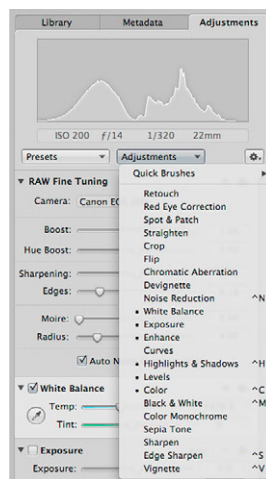 Library Metadata Adjustments
ISO 200 ƒ/14 1/320 22mm
Presets Adjustments
Quick Brushes
RAW Fine Tuning
Retouch
Camera: Canon EO
Red Eye Correction
Spot & Patch
Straighten
Boost:
Crop
Hue Boost:
Flip
Chromatic Aberration
Sharpening:
Devignette
Edges:
Noise Reduction ^N
White Balance
Moire:
Exposure
Radius:
Enhance
Curves
Auto N
Highlights & Shadows ^H
Levels
White Balance
Color ^C
Temp:
Black & White ^M
Tint:
Color Monochrome
Sepia Tone
Sharpen
Exposure
Edge Sharpen ^S
Exposure:
Vignette ^V